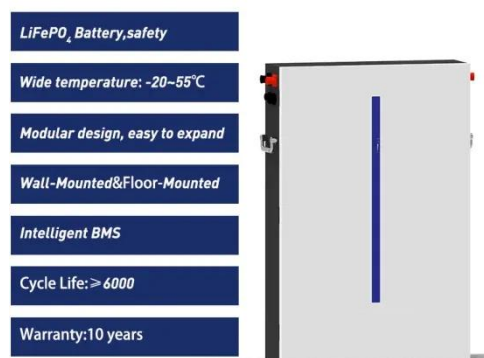 LiFePO₄ Battery,safety
Wide temperature: -20~55℃
Modular design, easy to expand
Wall-Mounted&Floor-Mounted
Intelligent BMS
Cycle Life:≥6000
Warranty:10 years